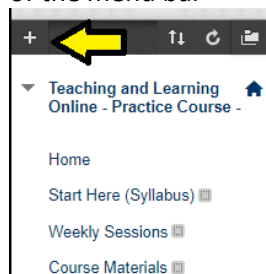 +
Teaching and Learning
Online - Practice Course -
Home
Start Here (Syllabus)
Weekly Sessions
Course Materials